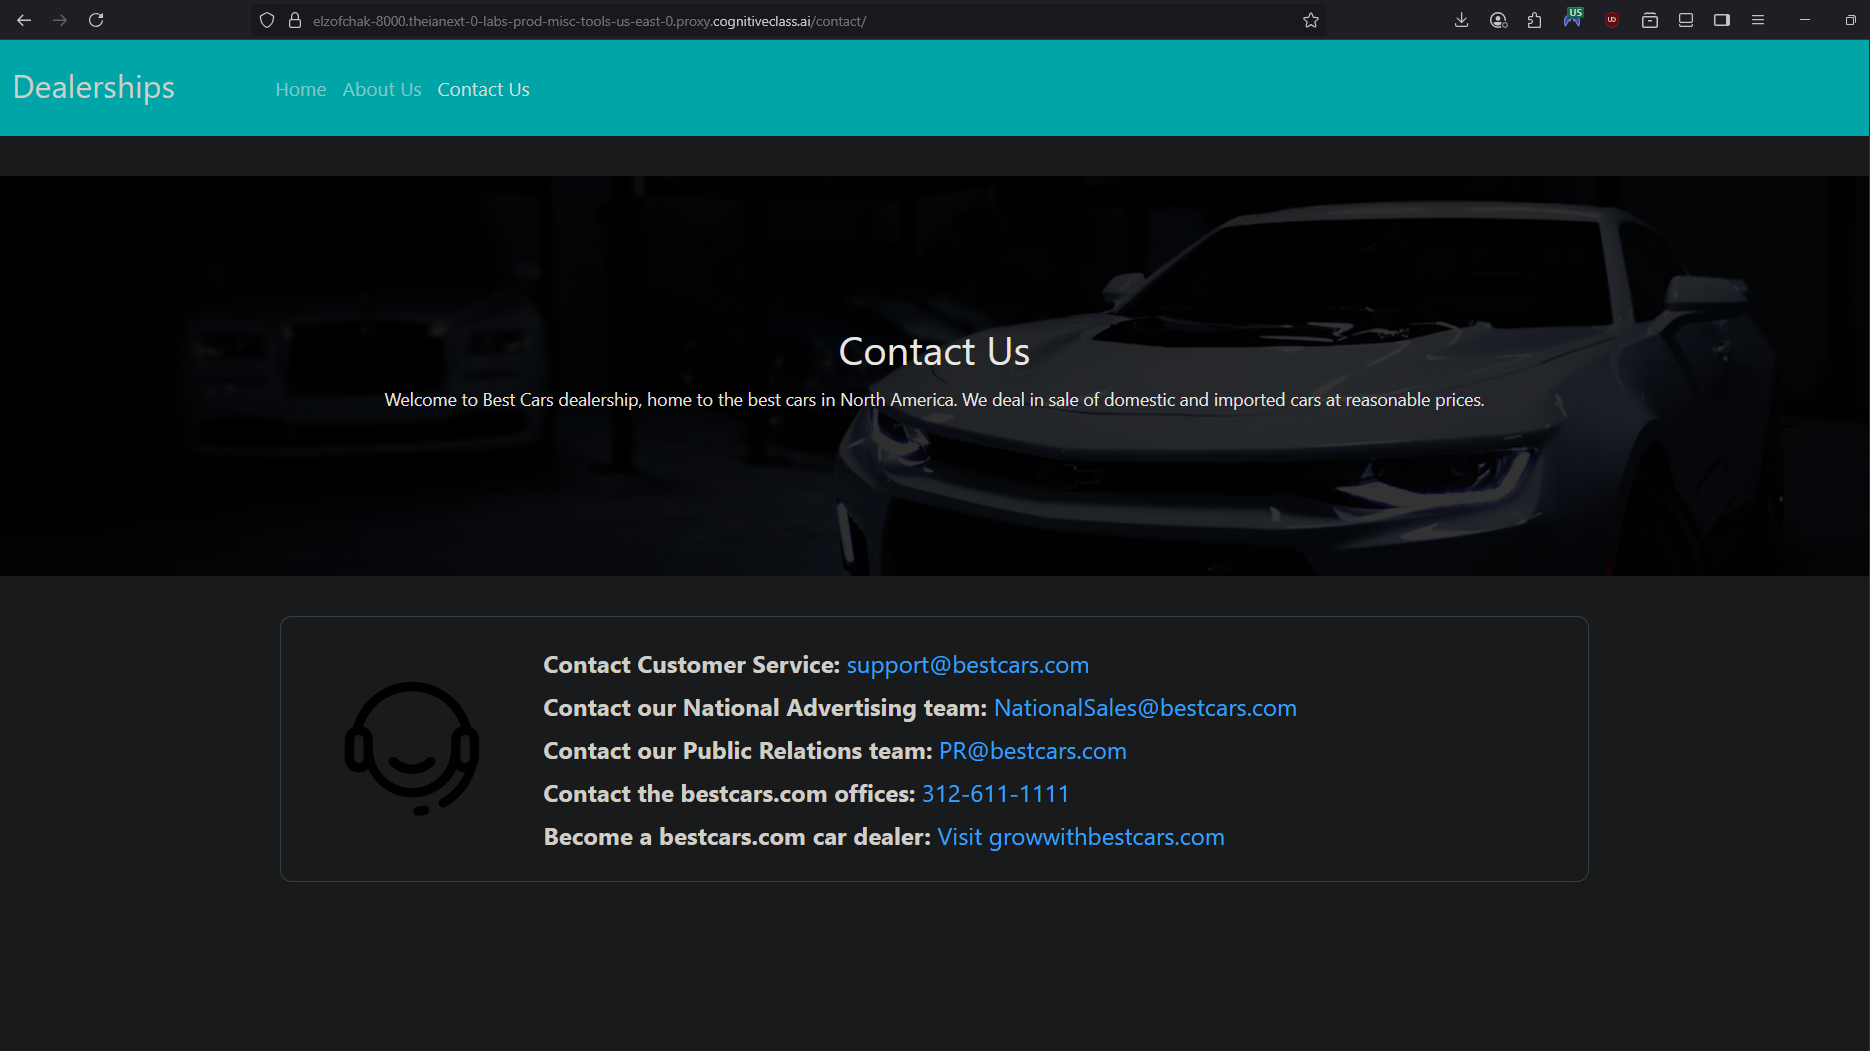 elzofchak-8000.theianext-0-labs-prod-misc-tools-us-east-0.proxy.cognitiveclass.ai/contact/
US
Dealerships
Home
About Us
Contact Us
Contact Us
Welcome to Best Cars dealership, home to the best cars in North America. We deal in sale of domestic and imported cars at reasonable prices.
Contact Customer Service: support@bestcars.com
Contact our National Advertising team: NationalSales@bestcars.com
Contact our Public Relations team: PR@bestcars.com
Contact the bestcars.com offices: 312-611-1111
Become a bestcars.com car dealer: Visit growwithbestcars.com